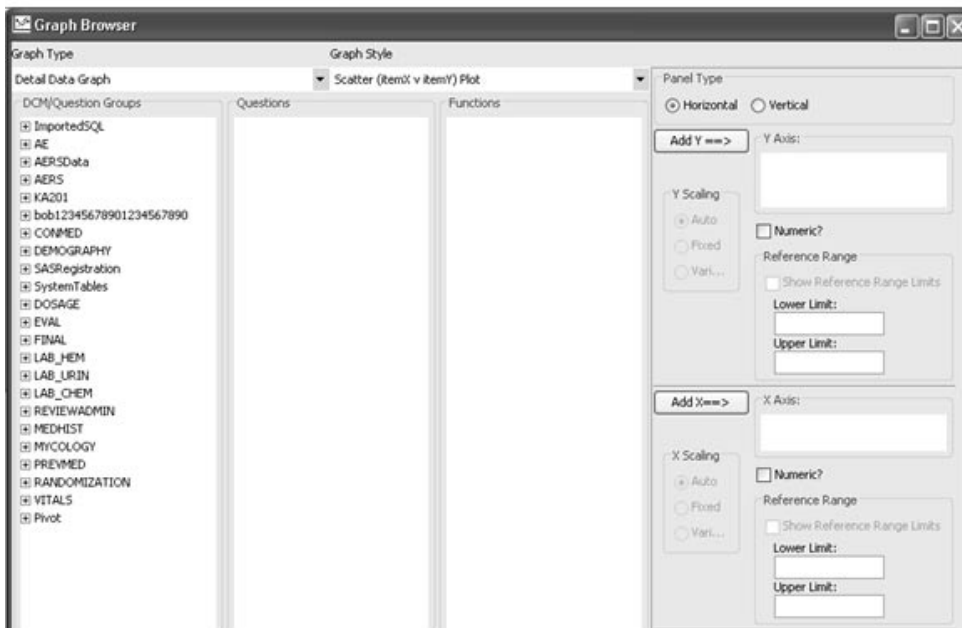 Graph Browser
Graph Type Graph Style
Detail Data Graph Scatter (itemX v itemY) Plot
DCM/Question Groups Questions Functions
ImportedSQL
AE
AERSData
AERS
KA201
bob12345678901234567890
CONMED
DEMOGRAPHY
SASRegistration
SystemTables
DOSAGE
EVAL
FINAL
LAB_HEM
LAB_URIN
LAB_CHEM
REVIEWADMIN
MEDHIST
MYCOLOGY
PREVMED
RANDOMIZATION
VITALS
Pivot
Panel Type
Horizontal Vertical
Add Y ==> Y Axis:
Y Scaling
Auto
Fixed
Vari...
Numeric?
Reference Range
Show Reference Range Limits
Lower Limit:
Upper Limit:
Add X==> X Axis:
X Scaling
Auto
Fixed
Vari...
Numeric?
Reference Range
Show Reference Range Limits
Lower Limit:
Upper Limit: